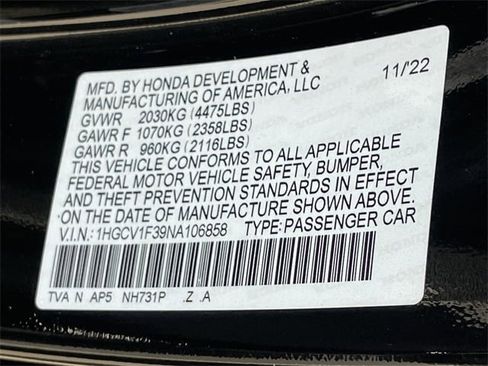 MFD. BY HONDA DEVELOPMENT &
MANUFACTURING OF AMERICA, LLC 11/'22
GVWR 2030KG (4475LBS)
GAWR F 1070KG (2358LBS)
GAWR R 960KG (2116LBS)
THIS VEHICLE CONFORMS TO ALL APPLICABLE
FEDERAL MOTOR VEHICLE SAFETY, BUMPER,
AND THEFT PREVENTION STANDARDS IN EFFECT
ON THE DATE OF MANUFACTURE SHOWN ABOVE.
V.I.N.:1HGCV1F39NA106858 TYPE:PASSENGER CAR
TVA N AP5 NH731P .Z .A